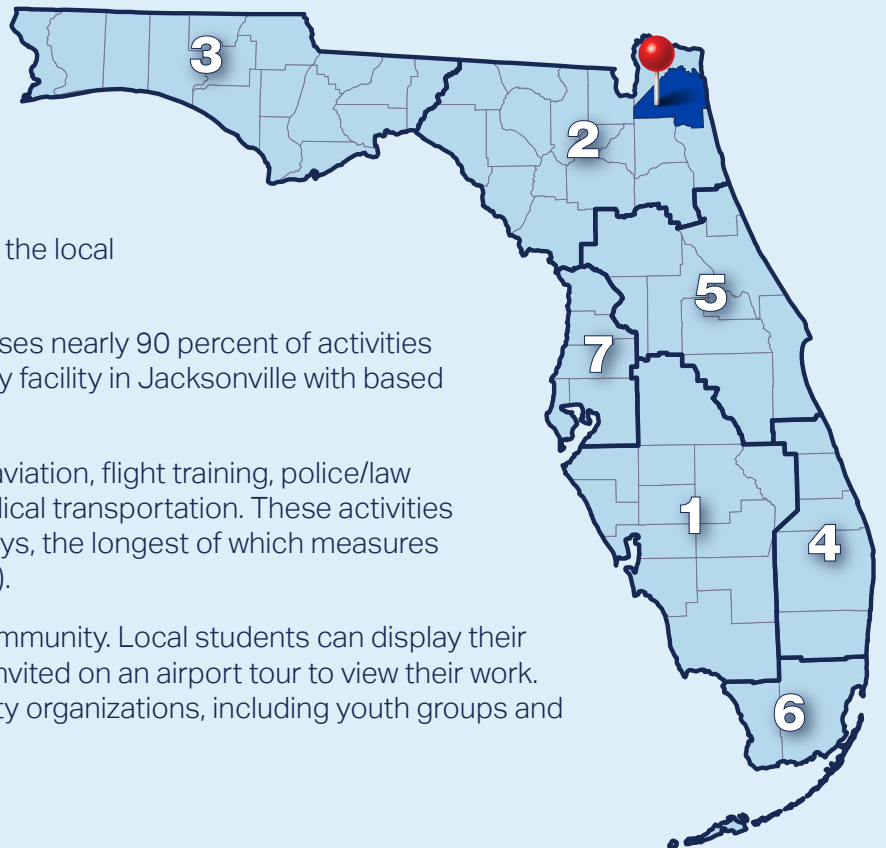 3
2
the local
5
ses nearly 90 percent of activities
7
y facility in Jacksonville with based
aviation, flight training, police/law
dical transportation. These activities
1
ys, the longest of which measures
4
).
ommunity. Local students can display their
nvited on an airport tour to view their work.
ty organizations, including youth groups and
6